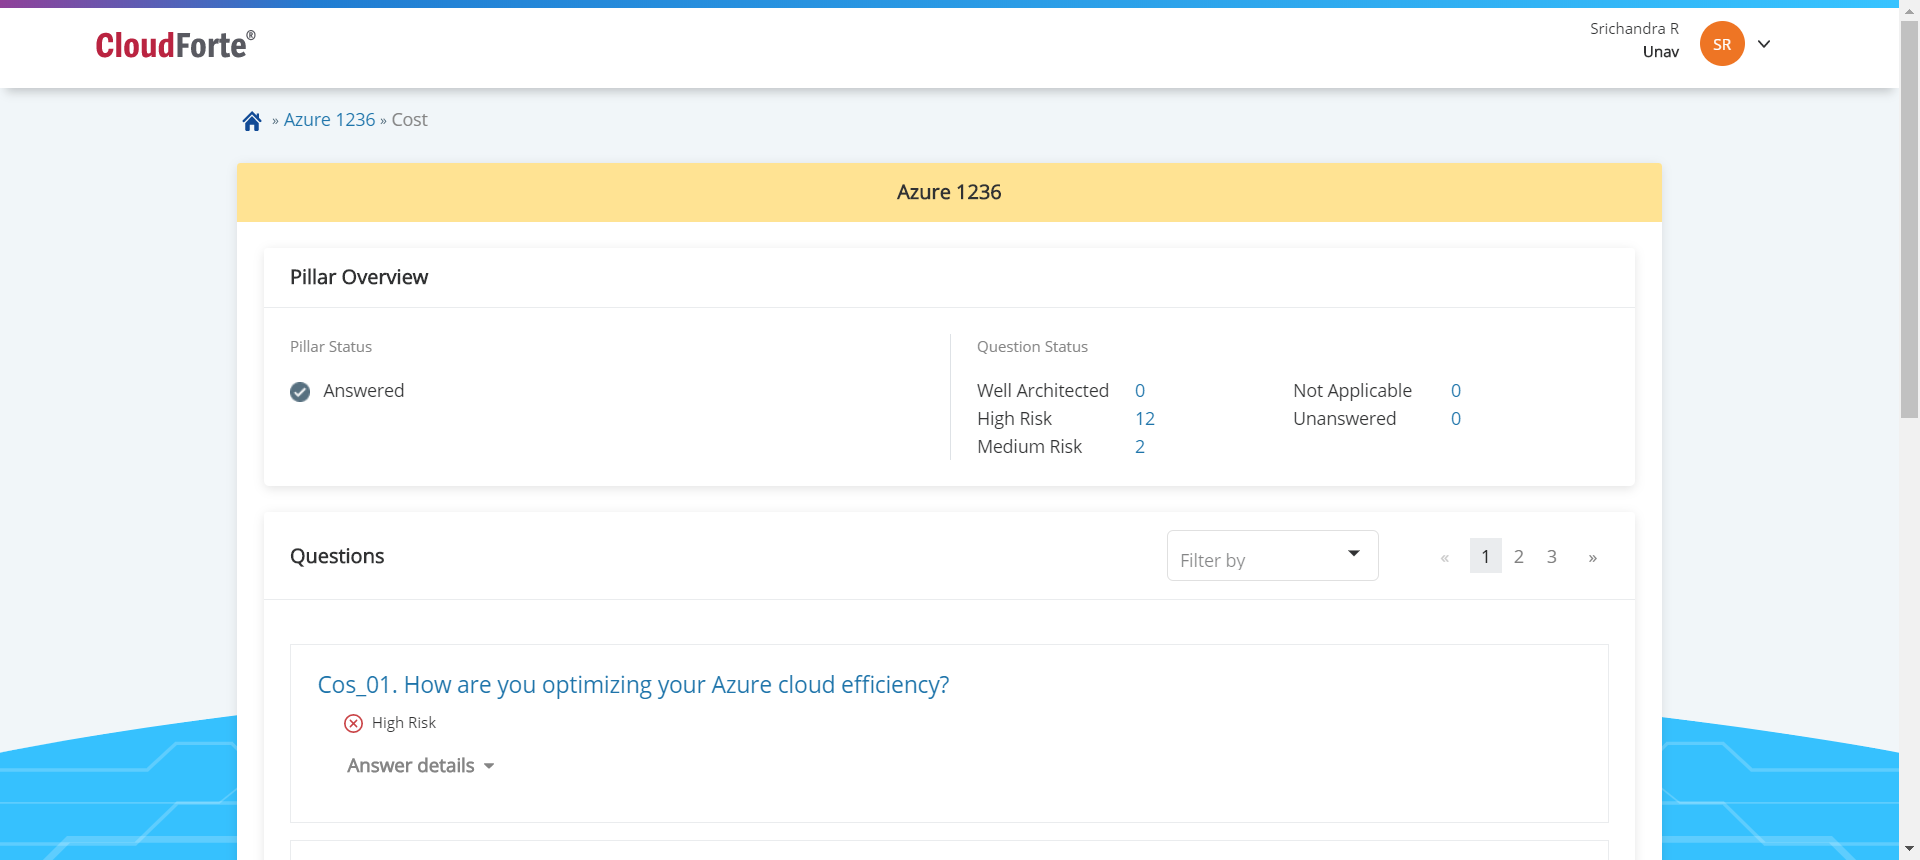 CloudForte®
Srichandra R
Unav
SR
» Azure 1236 » Cost
Azure 1236
Pillar Overview
Pillar Status
Answered
Question Status
Well Architected 0
High Risk 12
Medium Risk 2
Not Applicable 0
Unanswered 0
Questions
Filter by
« 1 2 3 »
Cos_01. How are you optimizing your Azure cloud efficiency?
High Risk
Answer details